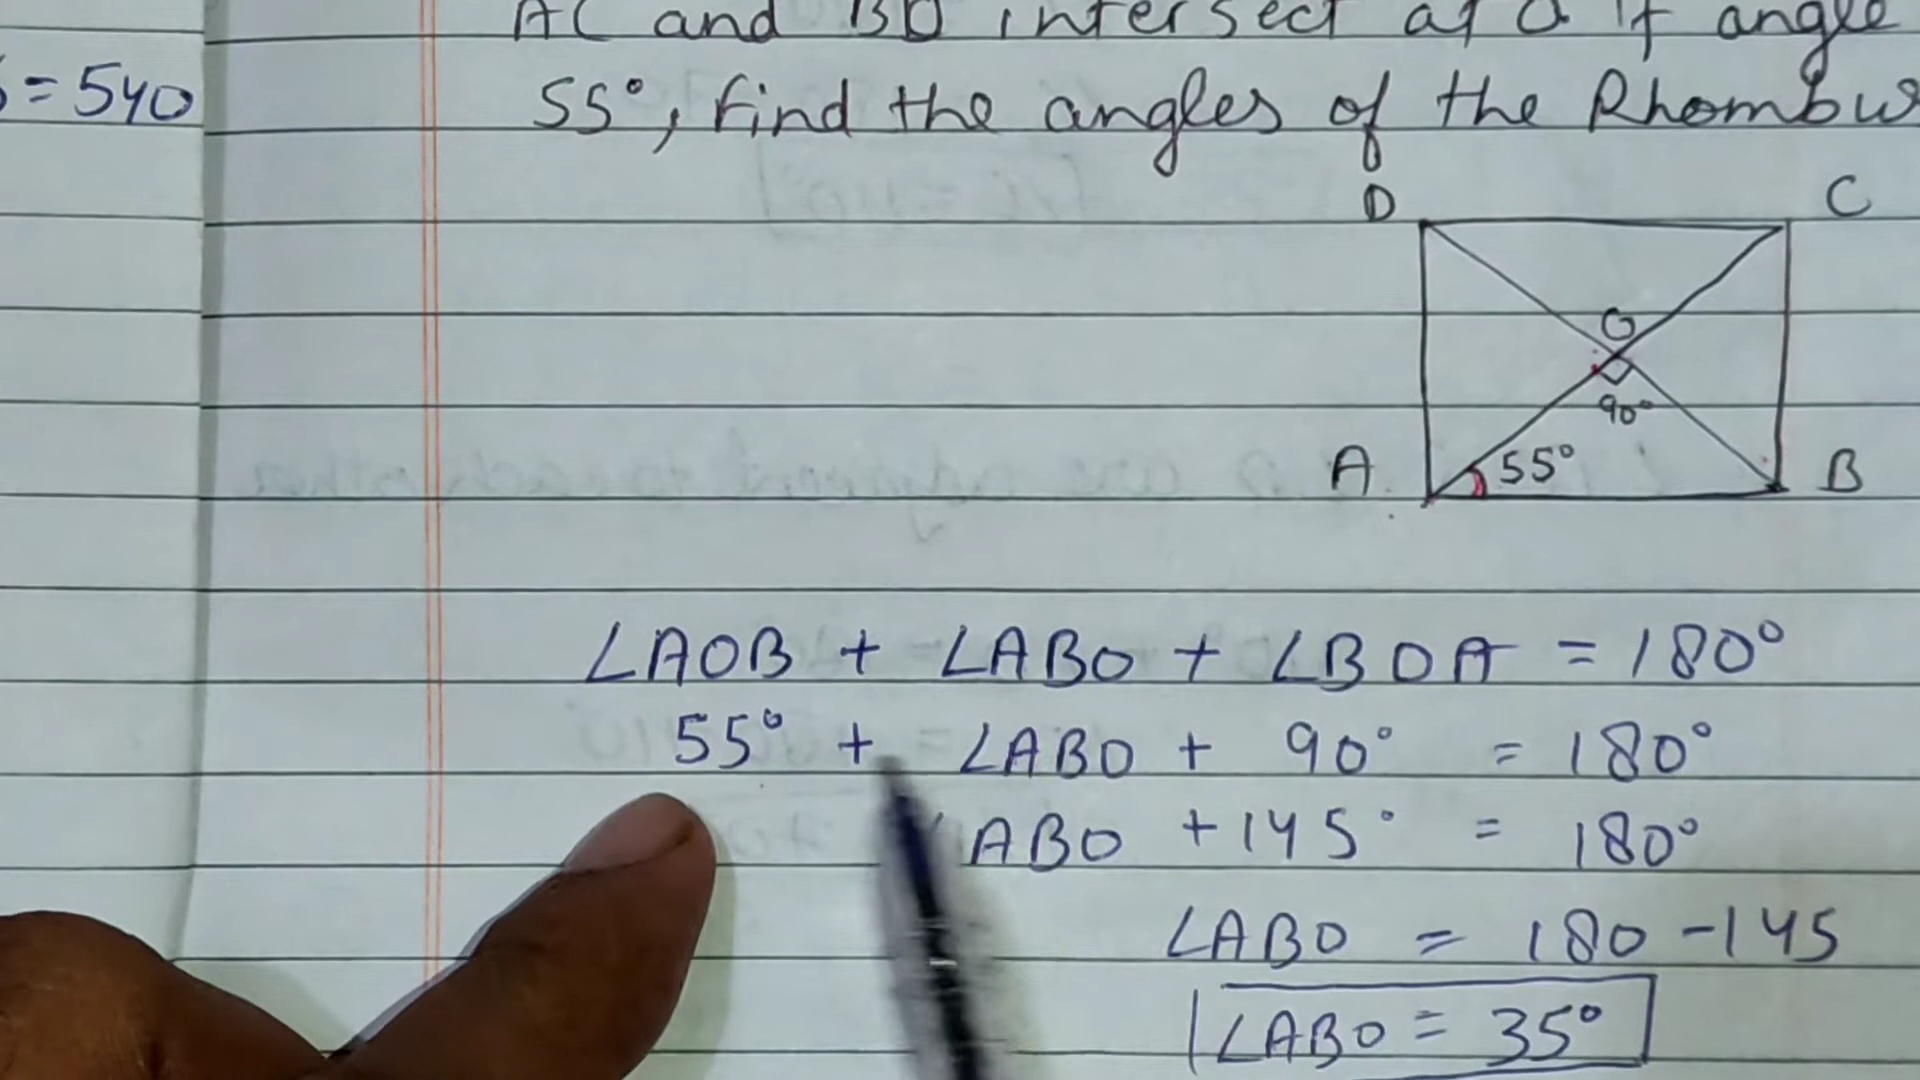 AC and BD intersect at O if angle
= 540
55°, find the angles of the Rhombus
D C
O
90°
A 55° B
∠AOB + ∠ABO + ∠BOA = 180°
55° + ∠ABO + 90° = 180°
∠ABO + 145° = 180°
∠ABO = 180 - 145
∠ABO = 35°